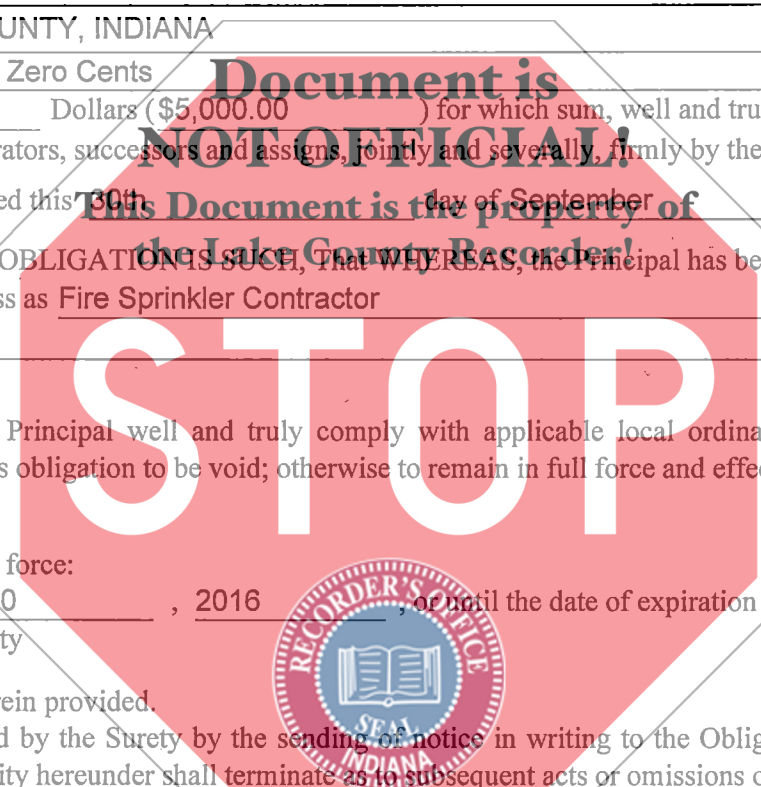 UNTY, INDIANA
Zero Cents
Document is
Dollars ($5,000.00 ) for which sum, well and tru
NOT OFFICIAL!
rators, successors and assigns, jointly and severally, firmly by the
ed this 30th day of September
This Document is the property of
the Lake County Recorder!
OBLIGATION IS SUCH, That WHEREAS, the Principal has be
ss as Fire Sprinkler Contractor
STOP
Principal well and truly comply with applicable local ordina
s obligation to be void; otherwise to remain in full force and effe
force:
0 , 2016 , or until the date of expiration
ty
RECORDER'S OFFICE
SEAL
INDIANA
rein provided.
d by the Surety by the sending of notice in writing to the Oblig
ity hereunder shall terminate as to subsequent acts or omissions o